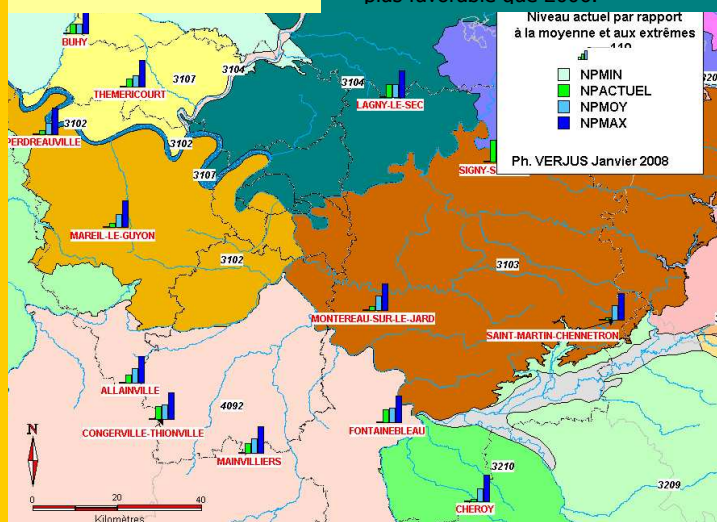 plus favorable que 2006.
Niveau actuel par rapport
à la moyenne et aux extrêmes
110
NPMIN
NPACTUEL
NPMOY
NPMAX
Ph. VERJUS Janvier 2008
BUHY
3107
3104
THEMERICOURT
3104
LAGNY-LE-SEC
320
3102
PERDREAUVILLE
3102
3107
SIGNY-S
MAREIL-LE-GUYON
3102
3103
MONTEREAU-SUR-LE-JARD
SAINT-MARTIN-CHENNETRON
ALLAINVILLE
4092
CONGERVILLE-THIONVILLE
FONTAINEBLEAU
N
MAINVILLIERS
3210
CHEROY
3209
0 20 40
Kilomètres